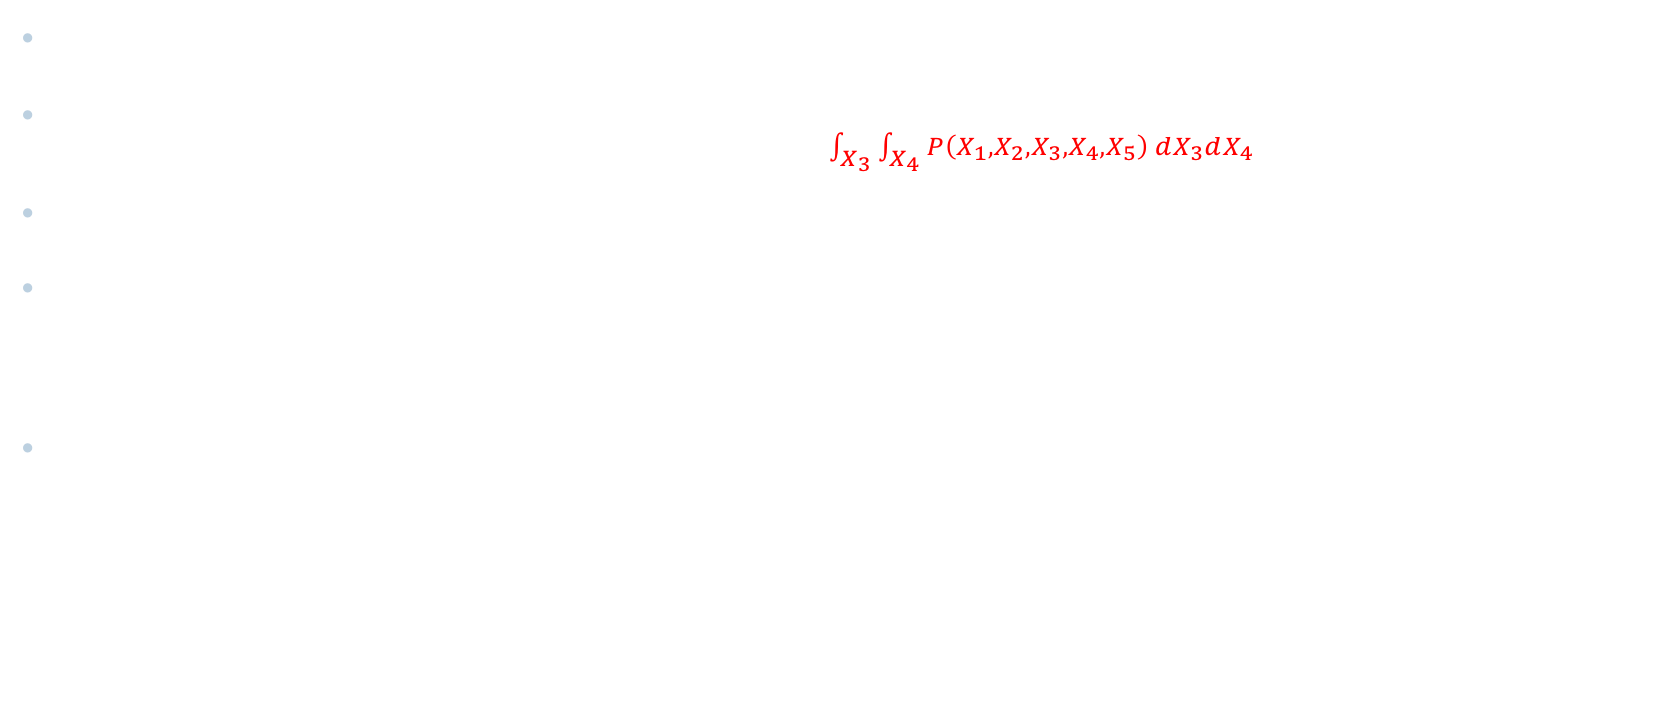 ∫X₃ ∫X₄ P(X₁,X₂,X₃,X₄,X₅) dX₃dX₄